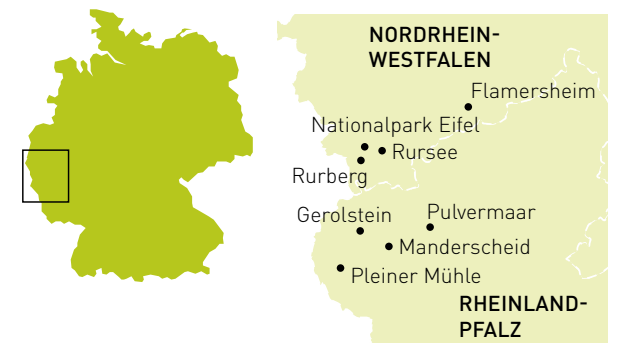 NORDRHEIN-
WESTFALEN
Flamersheim
Nationalpark Eifel
Rursee
Rurberg
Gerolstein
Pulvermaar
Manderscheid
Pleiner Mühle
RHEINLAND-
PFALZ